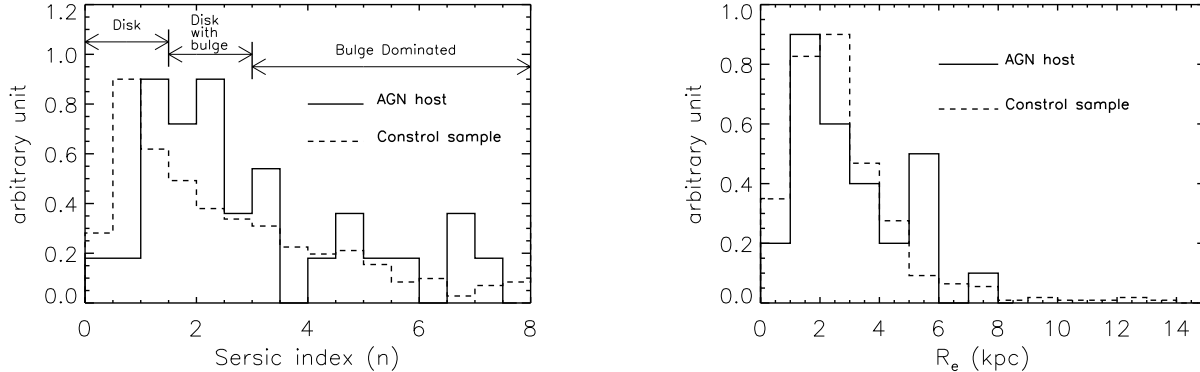 1.2
1.0
0.8
0.6
0.4
0.2
0.0
arbitrary unit
Disk
Disk
with
bulge
Bulge Dominated
AGN host
Constrol sample
0 2 4 6 8
Sersic index (n)
1.0
0.8
0.6
0.4
0.2
0.0
arbitrary unit
AGN host
Constrol sample
0 2 4 6 8 10 12 14
Re (kpc)